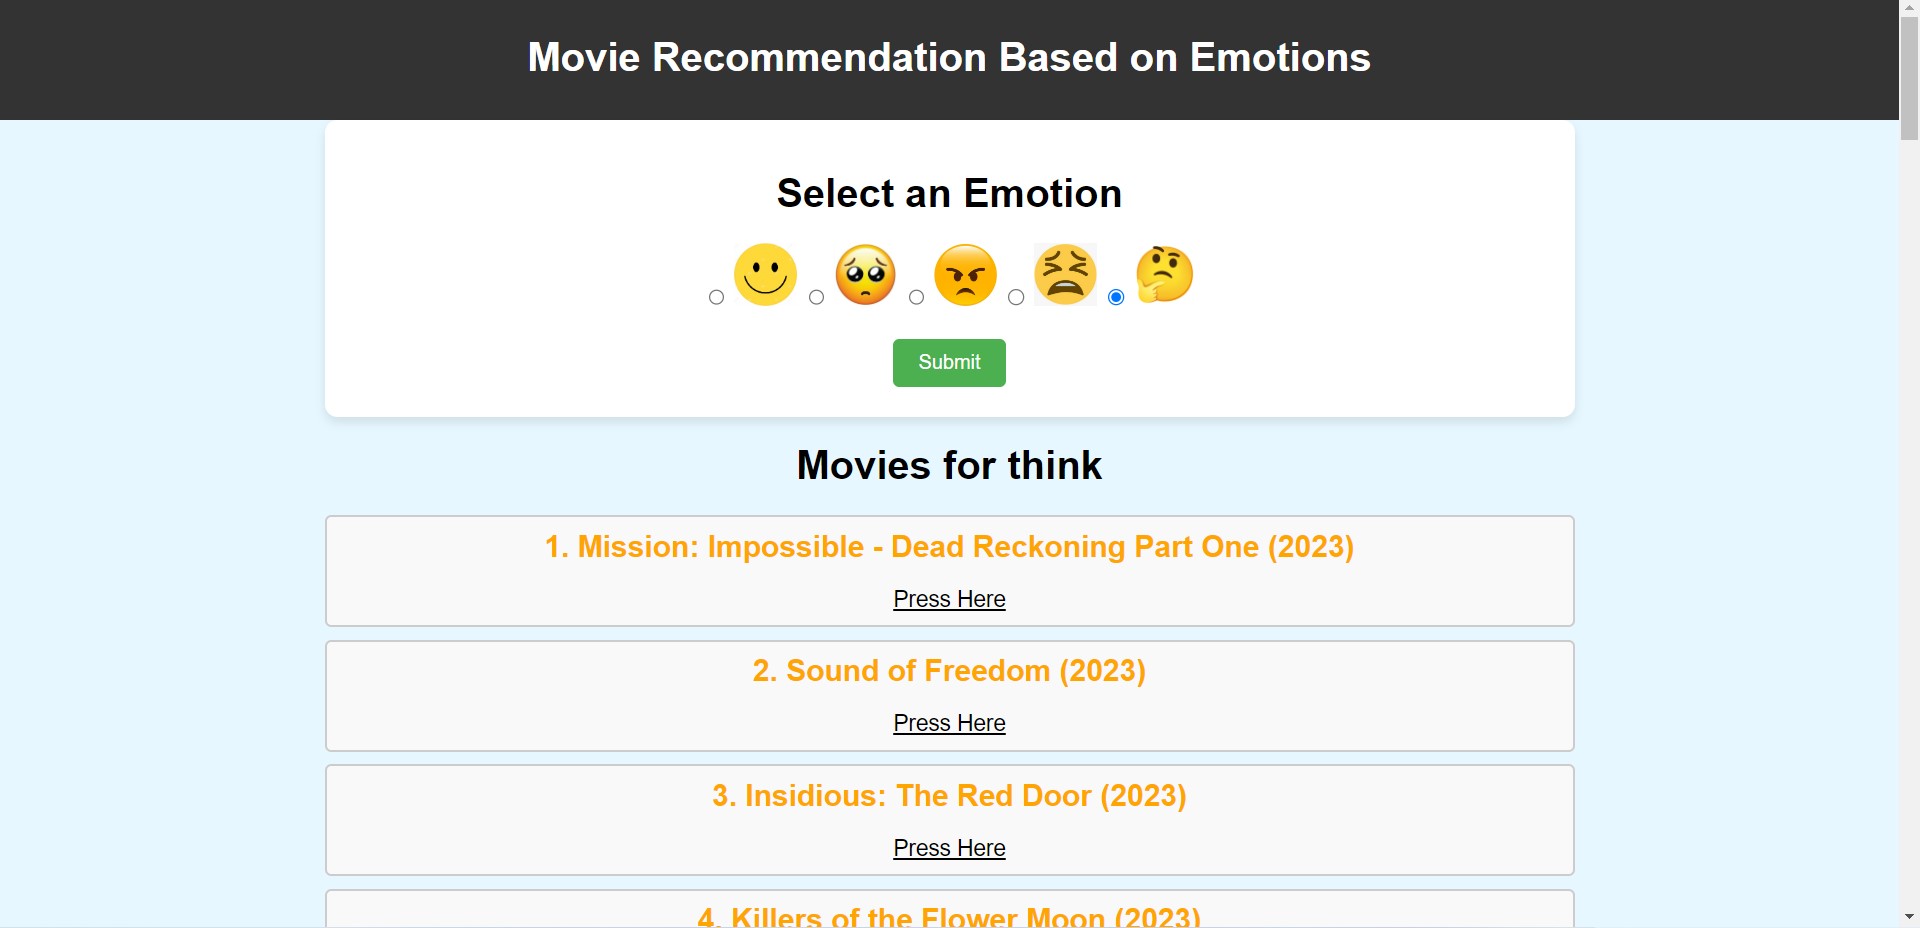 Movie Recommendation Based on Emotions
Select an Emotion
Submit
Movies for think
1. Mission: Impossible - Dead Reckoning Part One (2023)
Press Here
2. Sound of Freedom (2023)
Press Here
3. Insidious: The Red Door (2023)
Press Here
4. Killers of the Flower Moon (2023)